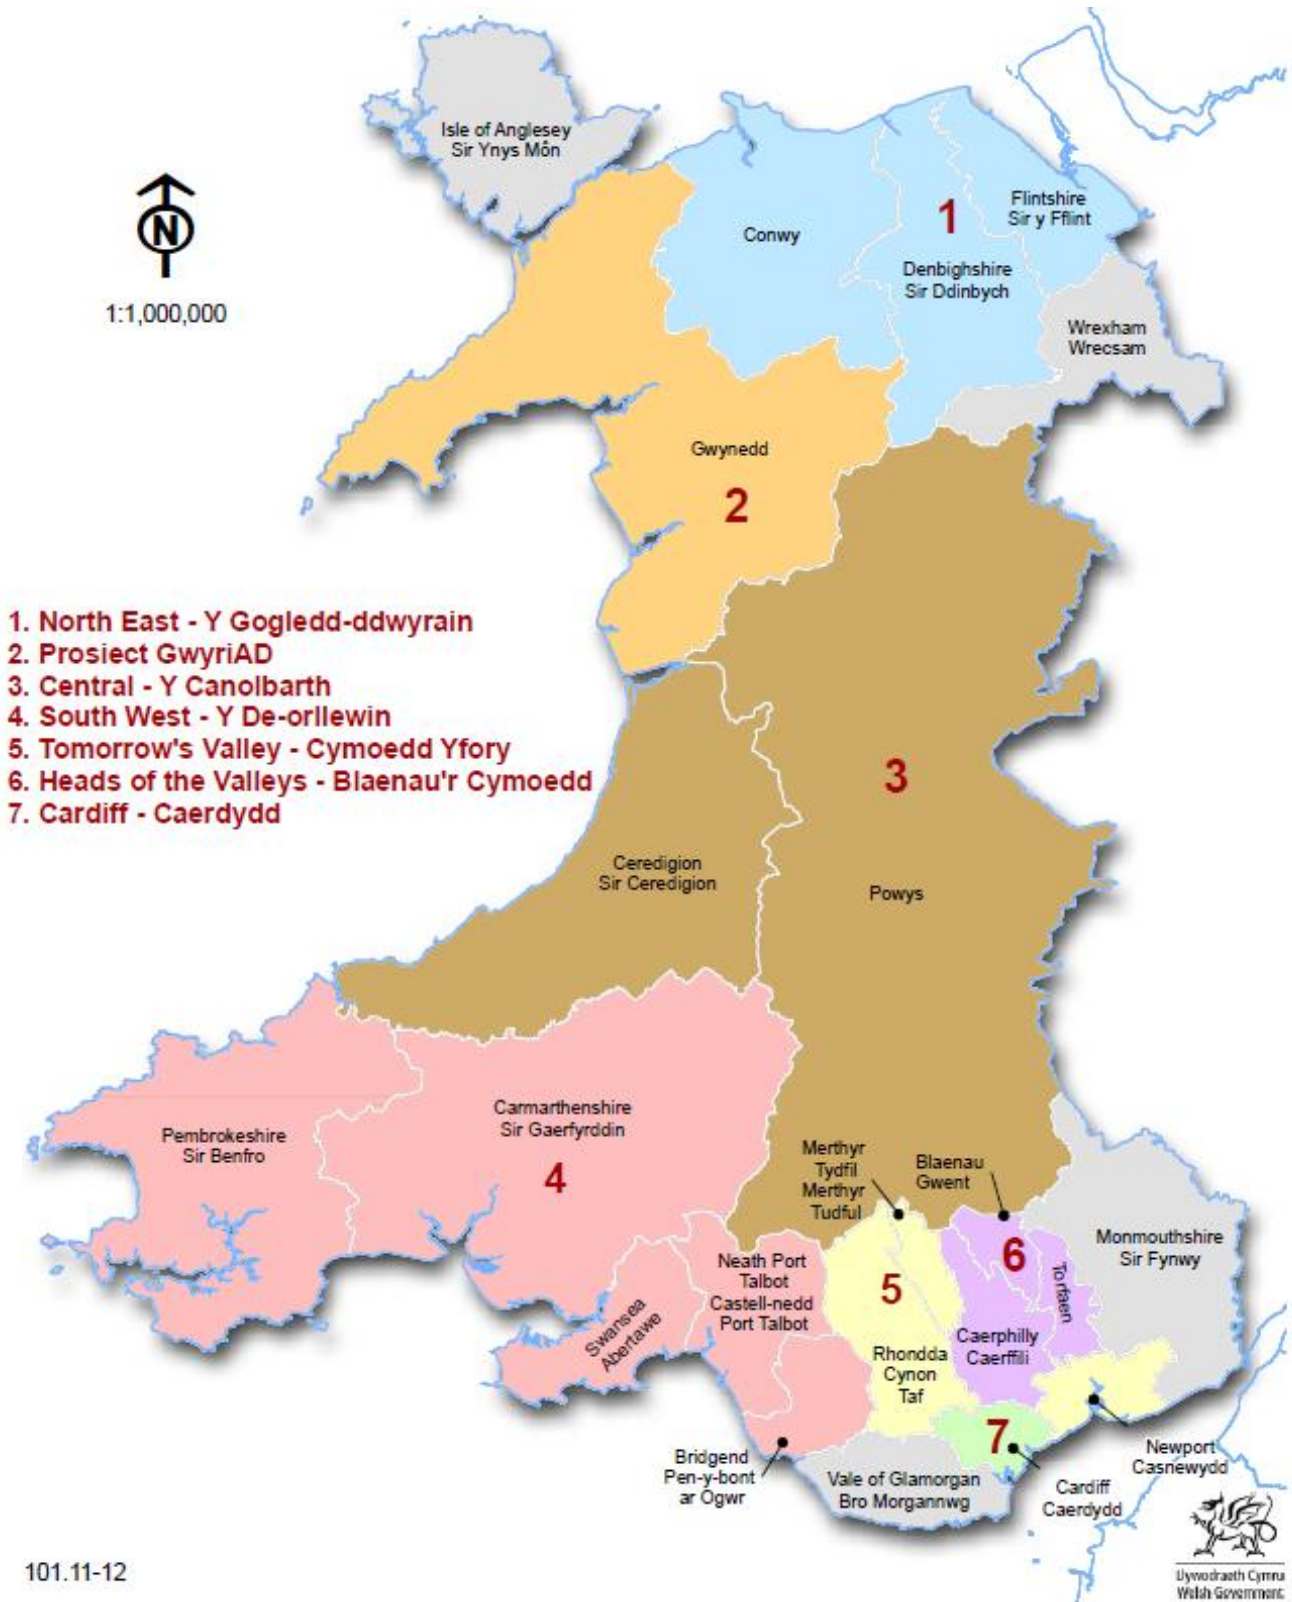 Isle of Anglesey
Sir Ynys Môn
N
1:1,000,000
Conwy
1
Flintshire
Sir y Fflint
Denbighshire
Sir Ddinbych
Wrexham
Wrecsam
Gwynedd
2
1. North East - Y Gogledd-ddwyrain
2. Prosiect GwyriAD
3. Central - Y Canolbarth
4. South West - Y De-orllewin
5. Tomorrow's Valley - Cymoedd Yfory
6. Heads of the Valleys - Blaenau'r Cymoedd
7. Cardiff - Caerdydd
3
Ceredigion
Sir Ceredigion
Powys
Carmarthenshire
Sir Gaerfyrddin
4
Pembrokeshire
Sir Benfro
Merthyr
Tydfil
Merthyr
Tudful
Blaenau
Gwent
Monmouthshire
Sir Fynwy
Neath Port
Talbot
Castell-nedd
Port Talbot
5
6
Torfaen
Swansea
Abertawe
Caerphilly
Caerffili
Rhondda
Cynon
Taf
7
Bridgend
Pen-y-bont
ar Ogwr
Vale of Glamorgan
Bro Morgannwg
Newport
Casnewydd
Cardiff
Caerdydd
101.11-12
Llywodraeth Cymru
Welsh Government